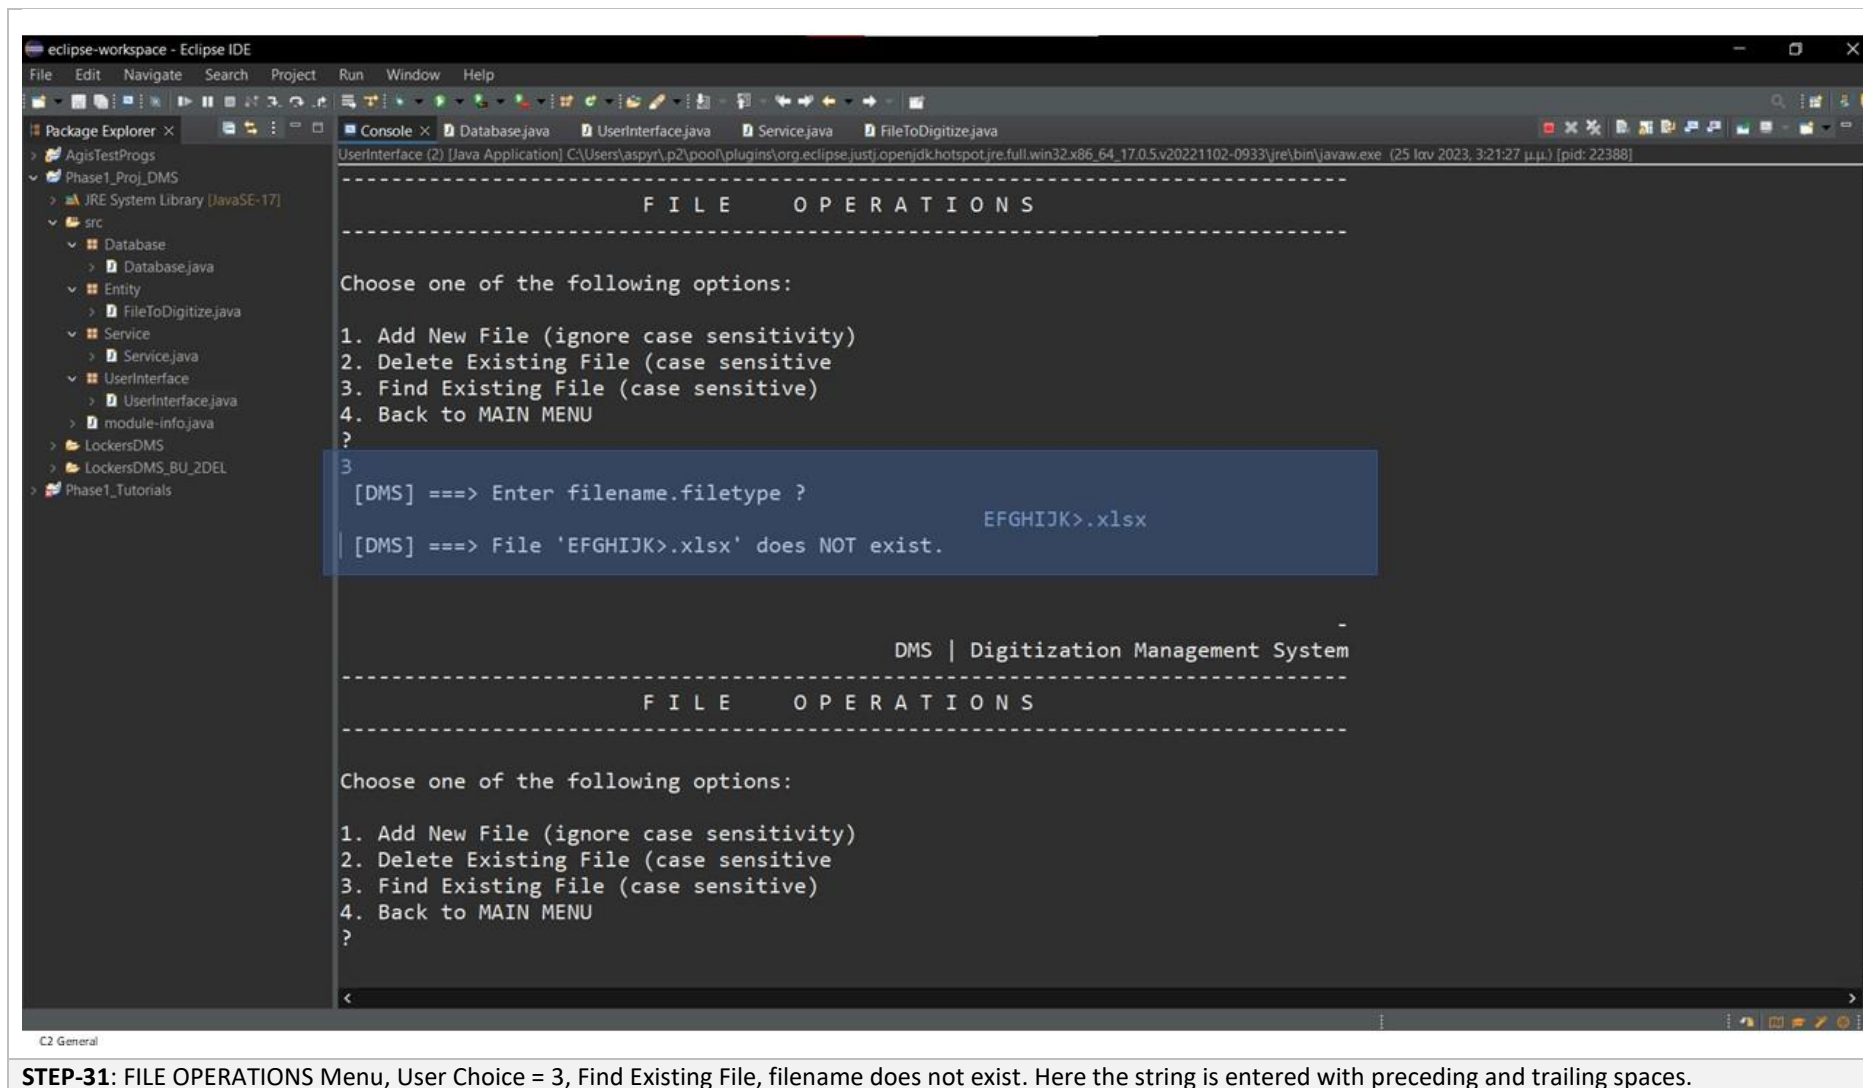 eclipse-workspace - Eclipse IDE
File Edit Navigate Search Project Run Window Help
Package Explorer
Console Database.java UserInterface.java Service.java FileToDigitize.java
UserInterface (2) [Java Application] C:\Users\aspyr\.p2\pool\plugins\org.eclipse.justj.openjdk.hotspot.jre.full.win32.x86_64_17.0.5.v20221102-0933\jre\bin\javaw.exe (25 Ιαν 2023, 3:21:27 μ.μ.) [pid: 22388]
AgisTestProgs
Phase1_Proj_DMS
JRE System Library [JavaSE-17]
src
Database
Database.java
Entity
FileToDigitize.java
Service
Service.java
UserInterface
UserInterface.java
module-info.java
LockersDMS
LockersDMS_BU_2DEL
Phase1_Tutorials
--------------------------------------------------------------------------------
F I L E     O P E R A T I O N S
--------------------------------------------------------------------------------
Choose one of the following options:
1. Add New File (ignore case sensitivity)
2. Delete Existing File (case sensitive
3. Find Existing File (case sensitive)
4. Back to MAIN MENU
?
3
[DMS] ===> Enter filename.filetype ?
EFGHIJK>.xlsx
[DMS] ===> File 'EFGHIJK>.xlsx' does NOT exist.
-
DMS | Digitization Management System
--------------------------------------------------------------------------------
F I L E     O P E R A T I O N S
--------------------------------------------------------------------------------
Choose one of the following options:
1. Add New File (ignore case sensitivity)
2. Delete Existing File (case sensitive
3. Find Existing File (case sensitive)
4. Back to MAIN MENU
?
C2 General
STEP-31: FILE OPERATIONS Menu, User Choice = 3, Find Existing File, filename does not exist. Here the string is entered with preceding and trailing spaces.